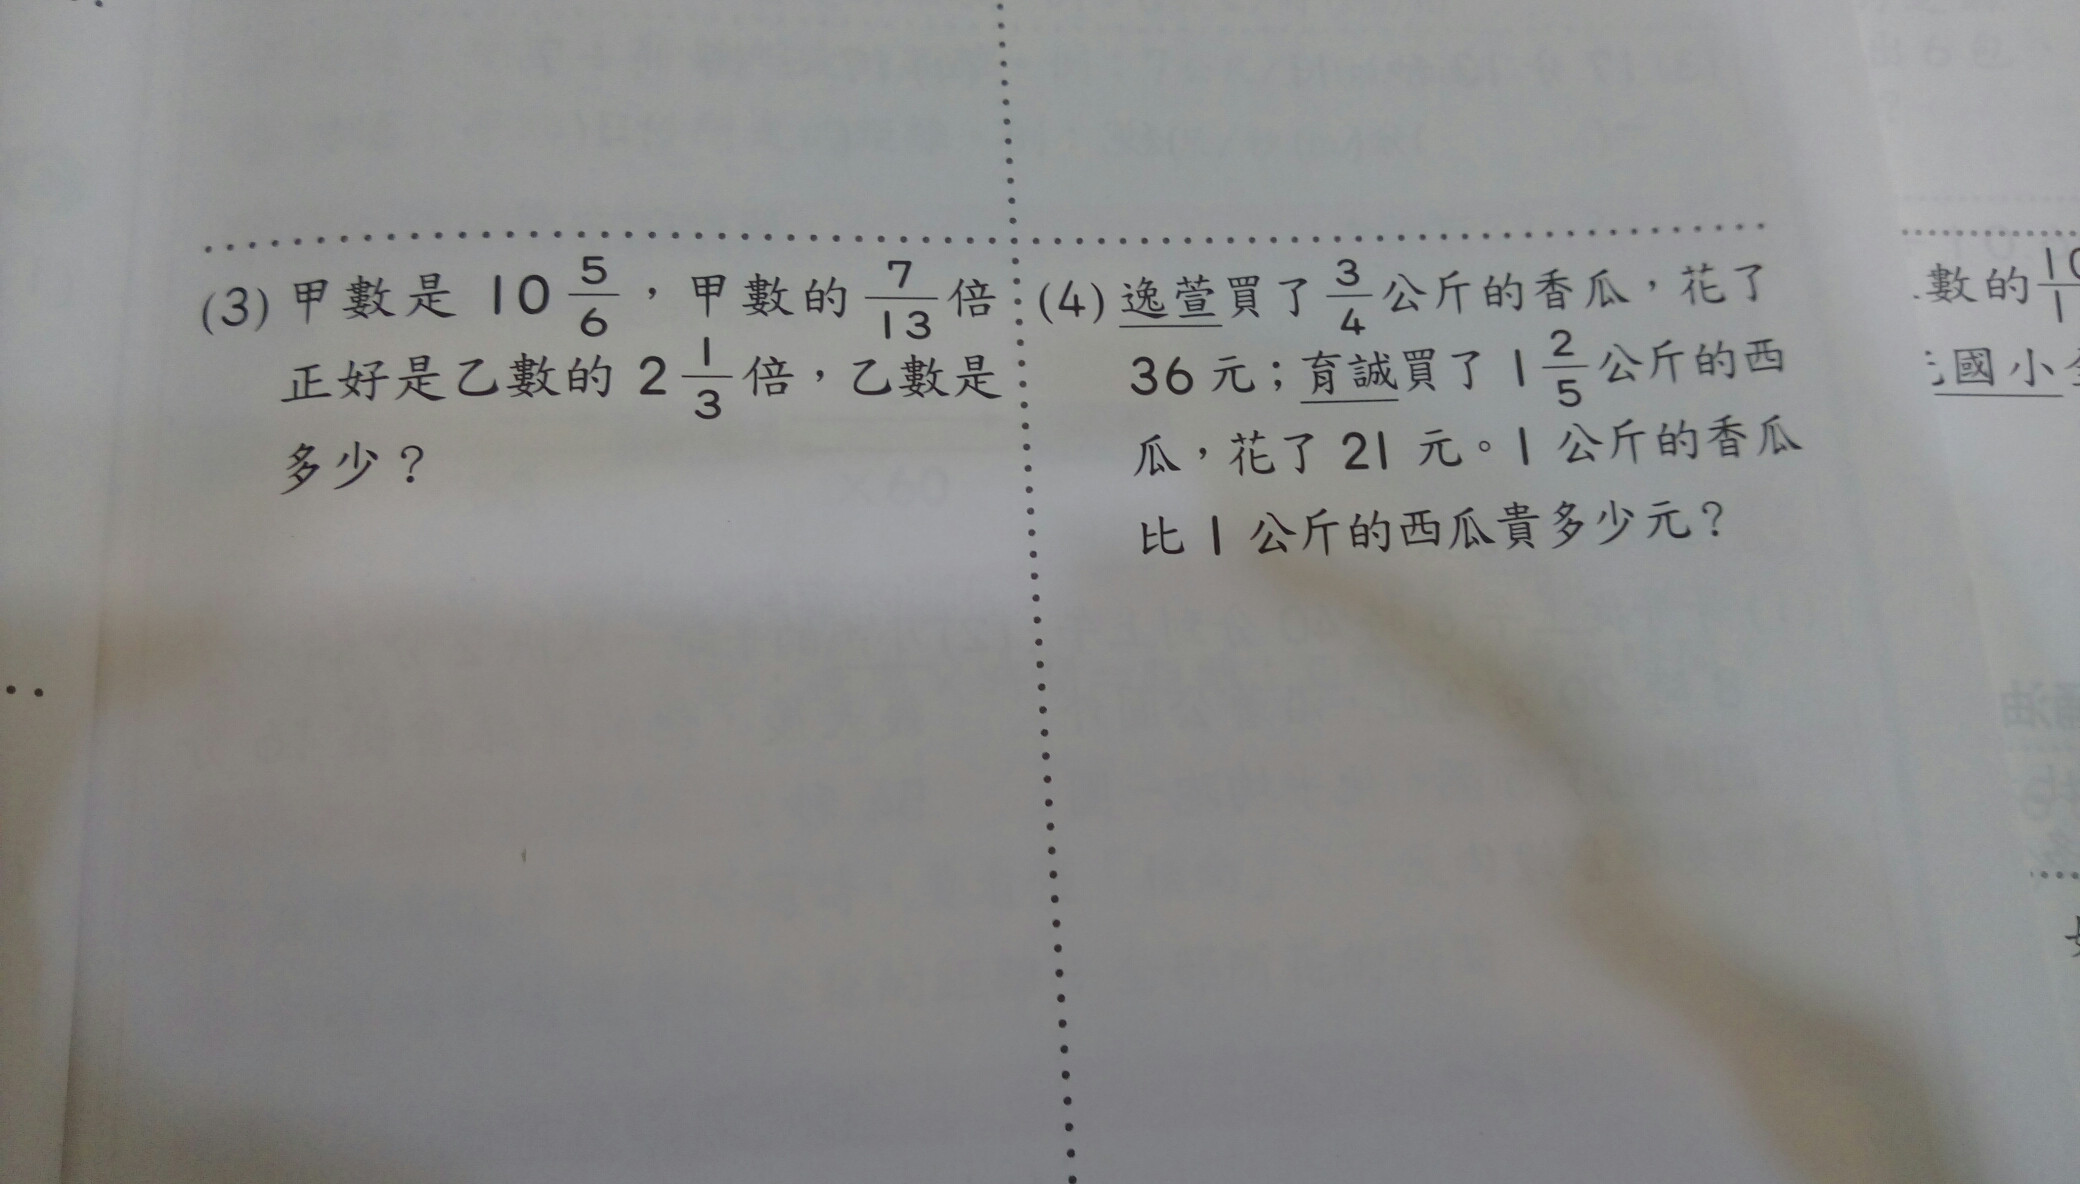 (3) 甲數是 10 5/6，甲數的 7/13 倍
正好是乙數的 2 1/3 倍，乙數是
多少？
(4) 逸萱買了 3/4 公斤的香瓜，花了
36 元；育誠買了 1 2/5 公斤的西
瓜，花了 21 元。1 公斤的香瓜
比 1 公斤的西瓜貴多少元？
數的
國小